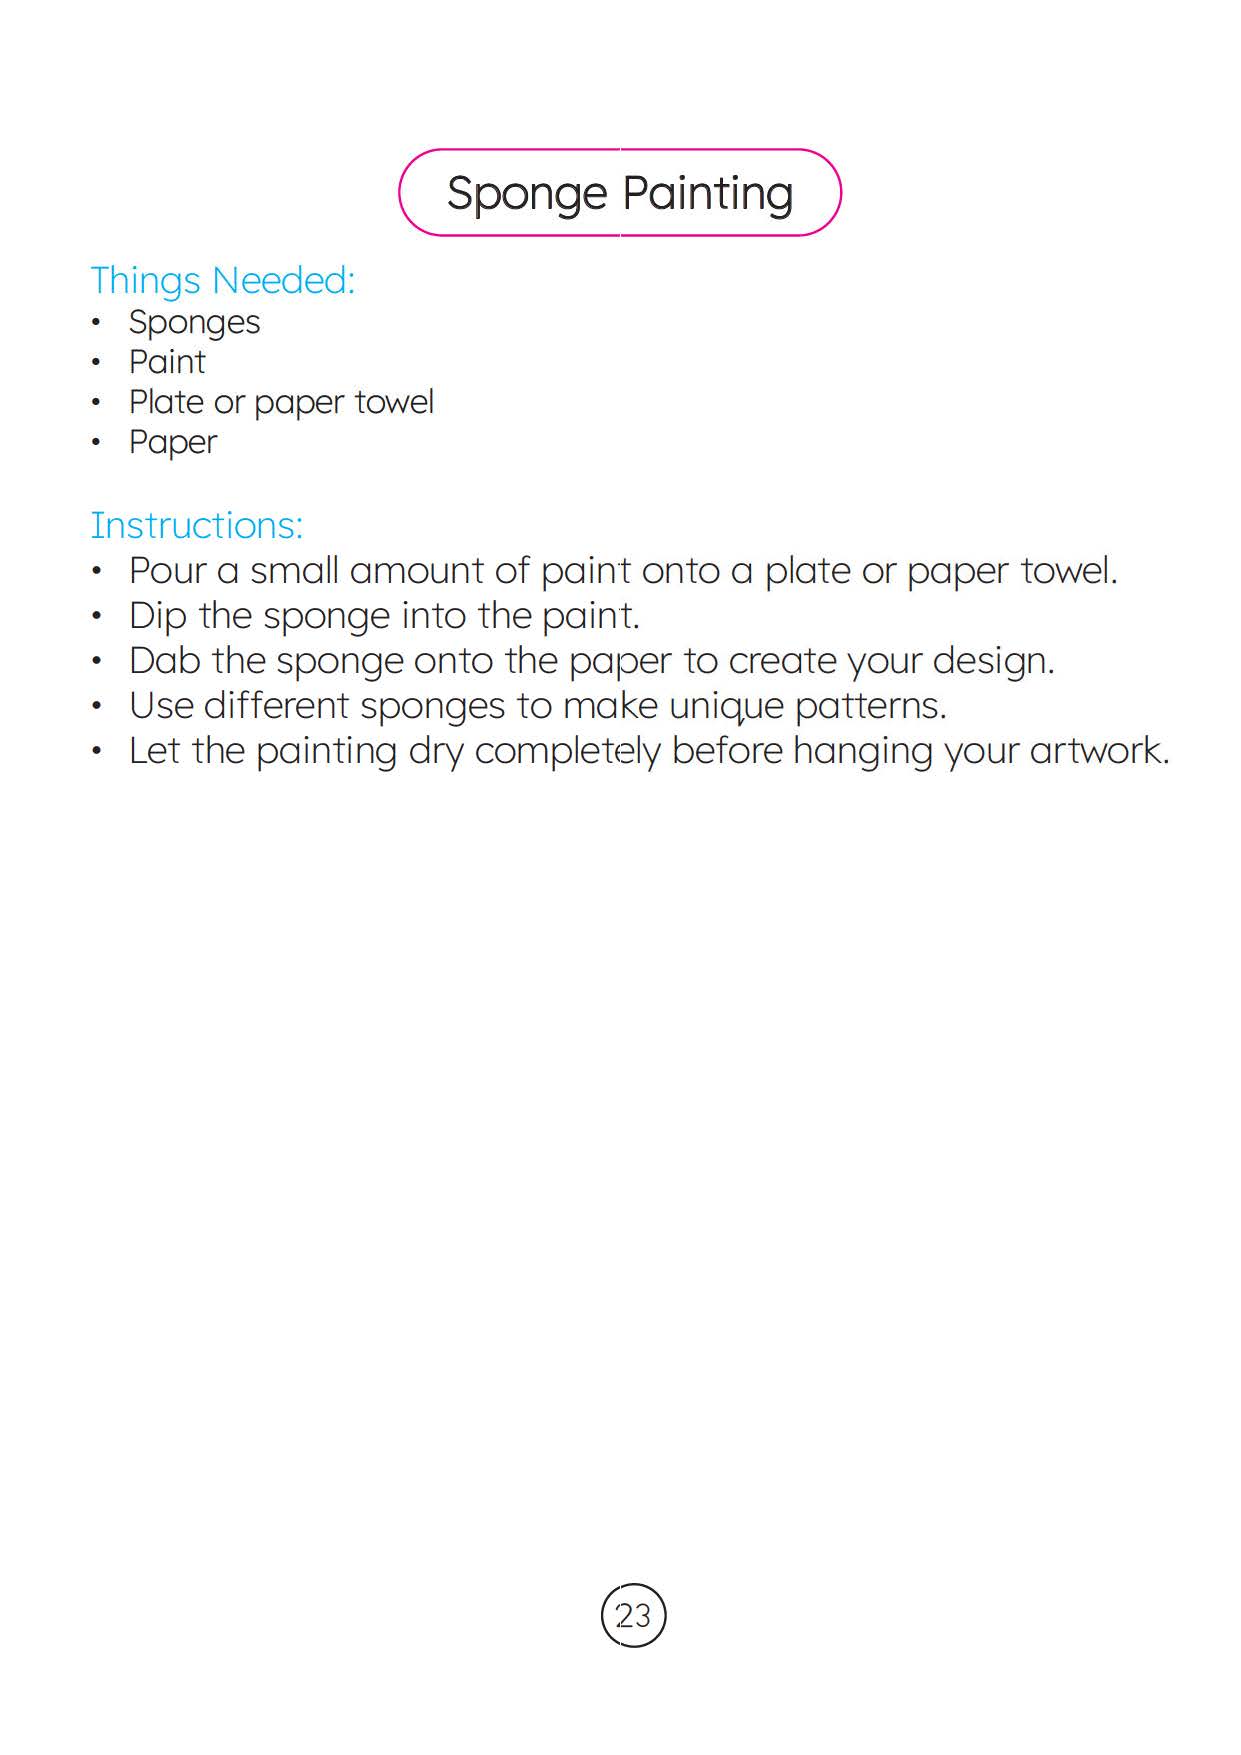 Sponge Painting
Things Needed:
• Sponges
• Paint
• Plate or paper towel
• Paper
Instructions:
• Pour a small amount of paint onto a plate or paper towel.
• Dip the sponge into the paint.
• Dab the sponge onto the paper to create your design.
• Use different sponges to make unique patterns.
• Let the painting dry completely before hanging your artwork.
23